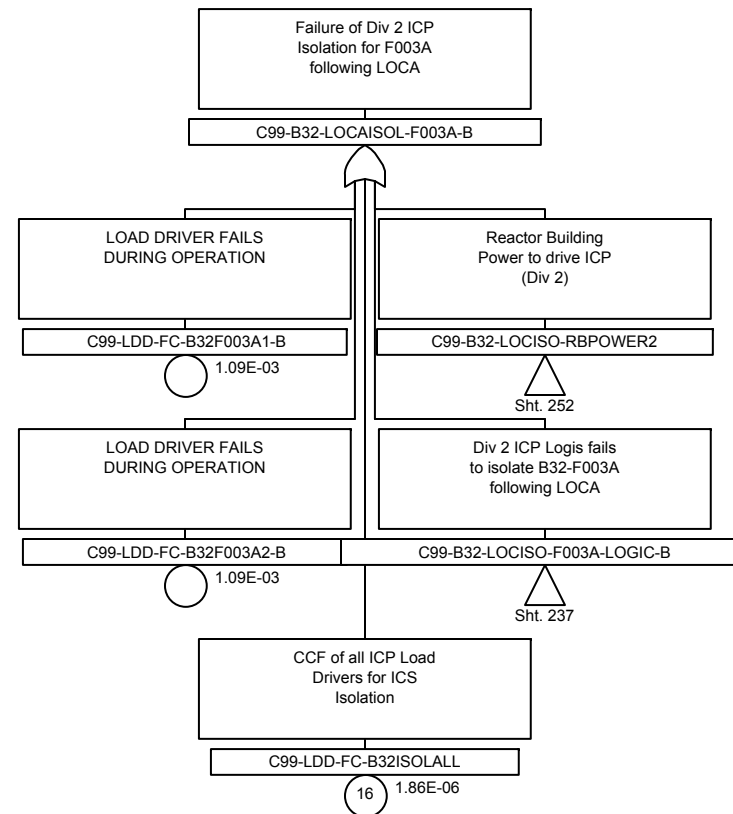 Failure of Div 2 ICP
Isolation for F003A
following LOCA
C99-B32-LOCAISOL-F003A-B
LOAD DRIVER FAILS
DURING OPERATION
C99-LDD-FC-B32F003A1-B
1.09E-03
Reactor Building
Power to drive ICP
(Div 2)
C99-B32-LOCISO-RBPOWER2
Sht. 252
LOAD DRIVER FAILS
DURING OPERATION
C99-LDD-FC-B32F003A2-B
1.09E-03
Div 2 ICP Logis fails
to isolate B32-F003A
following LOCA
C99-B32-LOCISO-F003A-LOGIC-B
Sht. 237
CCF of all ICP Load
Drivers for ICS
Isolation
C99-LDD-FC-B32ISOLALL
16
1.86E-06